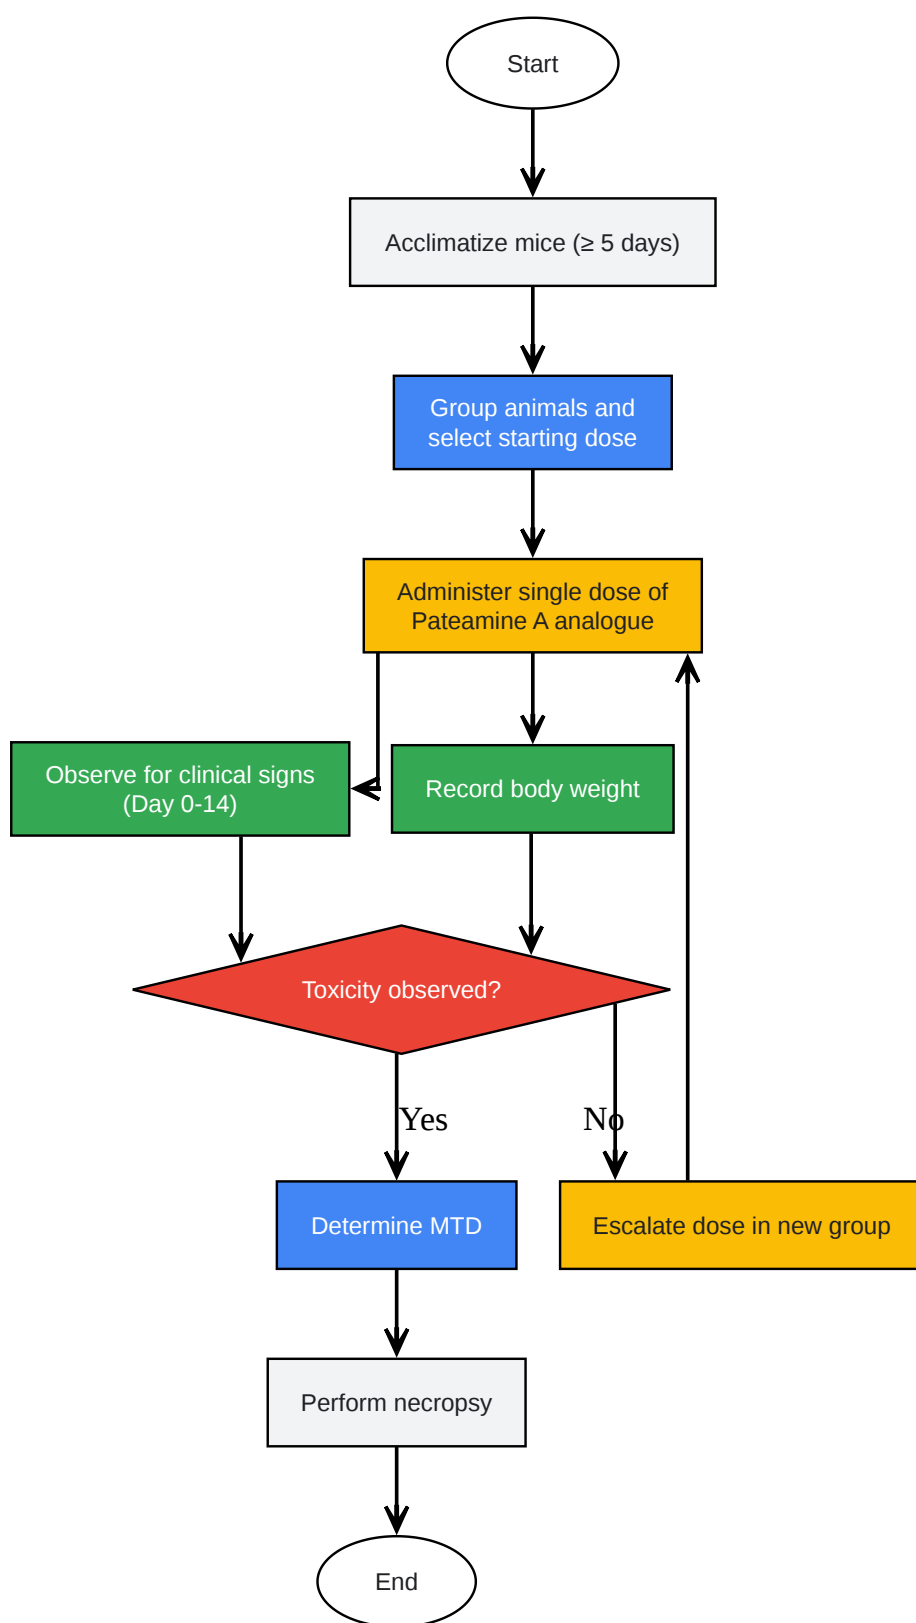 Start
Acclimatize mice (≥ 5 days)
Group animals and
select starting dose
Administer single dose of
Pateamine A analogue
Observe for clinical signs
(Day 0-14)
Record body weight
Toxicity observed?
Yes
No
Determine MTD
Escalate dose in new group
Perform necropsy
End